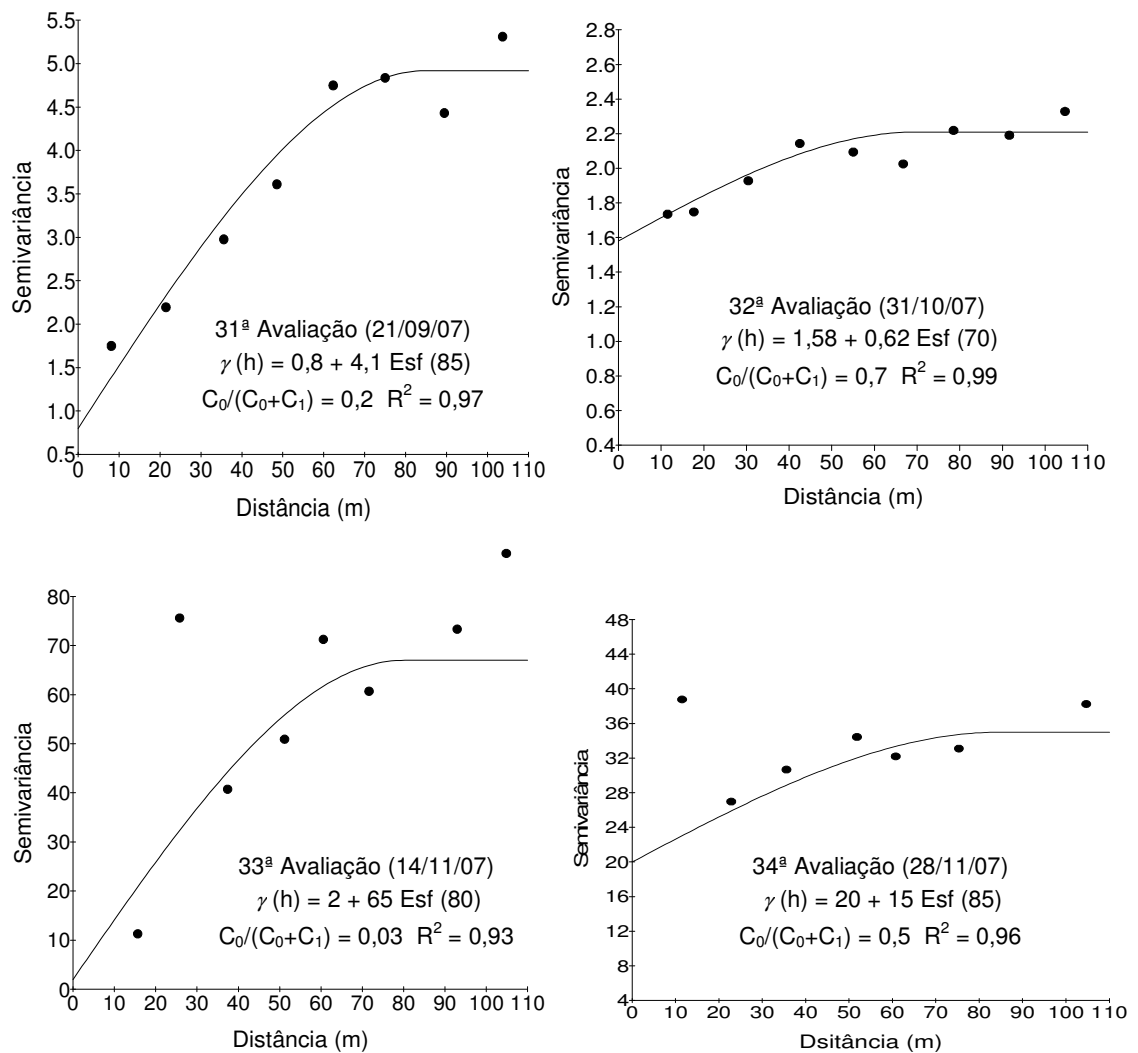 5.5
5.0
4.5
4.0
3.5
3.0
2.5
2.0
1.5
1.0
0.5
Semivariância
31ª Avaliação (21/09/07)
γ (h) = 0,8 + 4,1 Esf (85)
C₀/(C₀+C₁) = 0,2 R² = 0,97
0 10 20 30 40 50 60 70 80 90 100 110
Distância (m)
2.8
2.6
2.4
2.2
2.0
1.8
1.6
1.4
1.2
1.0
0.8
0.6
0.4
Semivariância
32ª Avaliação (31/10/07)
γ (h) = 1,58 + 0,62 Esf (70)
C₀/(C₀+C₁) = 0,7 R² = 0,99
0 10 20 30 40 50 60 70 80 90 100 110
Distância (m)
80
70
60
50
40
30
20
10
0
Semivariância
33ª Avaliação (14/11/07)
γ (h) = 2 + 65 Esf (80)
C₀/(C₀+C₁) = 0,03 R² = 0,93
0 10 20 30 40 50 60 70 80 90 100 110
Distância (m)
48
44
40
36
32
28
24
20
16
12
8
4
Semivariância
34ª Avaliação (28/11/07)
γ (h) = 20 + 15 Esf (85)
C₀/(C₀+C₁) = 0,5 R² = 0,96
0 10 20 30 40 50 60 70 80 90 100 110
Dsitância (m)